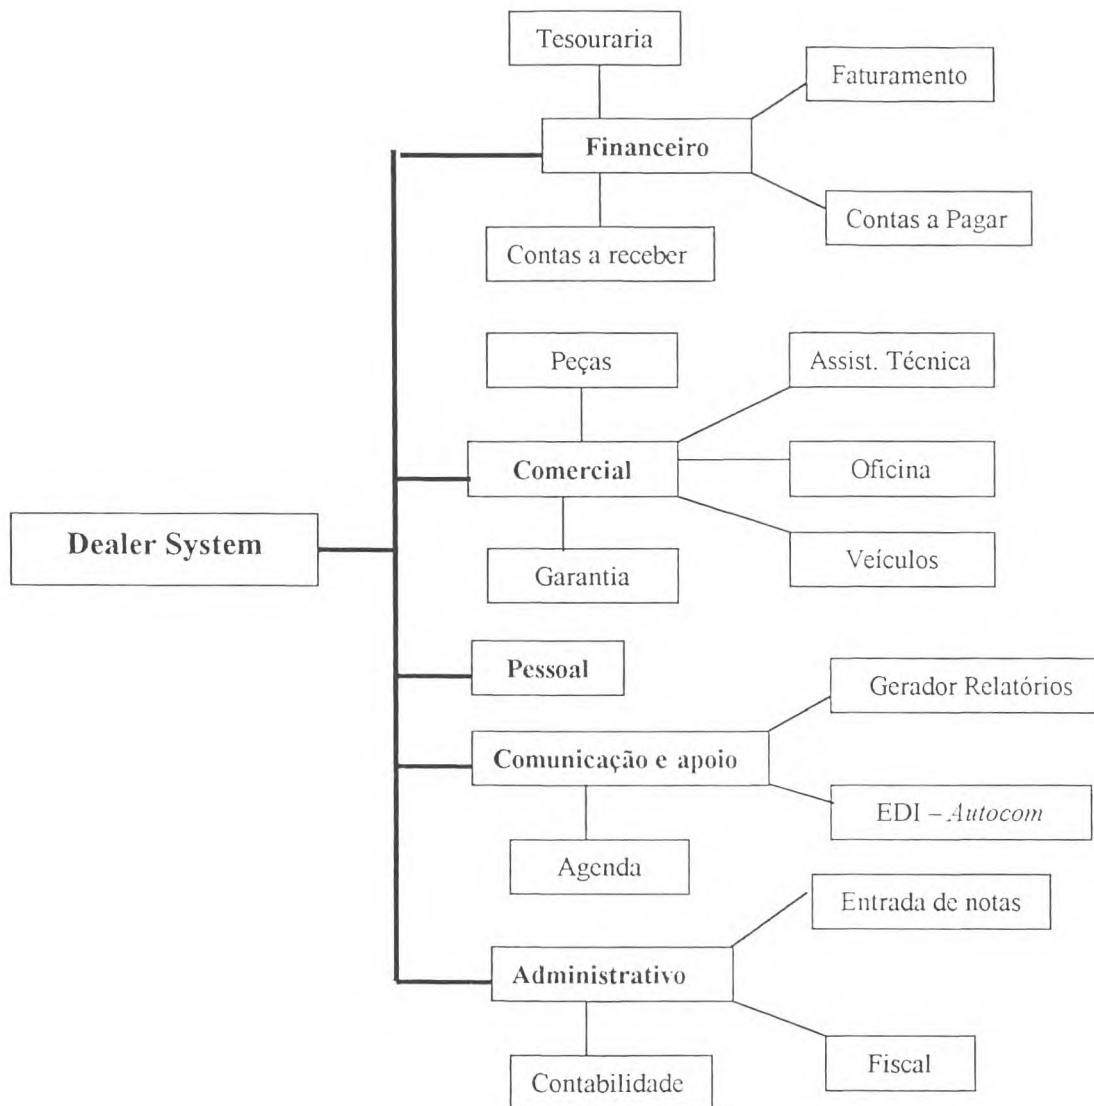 Tesouraria
Faturamento
Financeiro
Contas a Pagar
Contas a receber
Peças
Assist. Técnica
Comercial
Oficina
Dealer System
Veículos
Garantia
Pessoal
Gerador Relatórios
Comunicação e apoio
EDI – Autocom
Agenda
Entrada de notas
Administrativo
Fiscal
Contabilidade